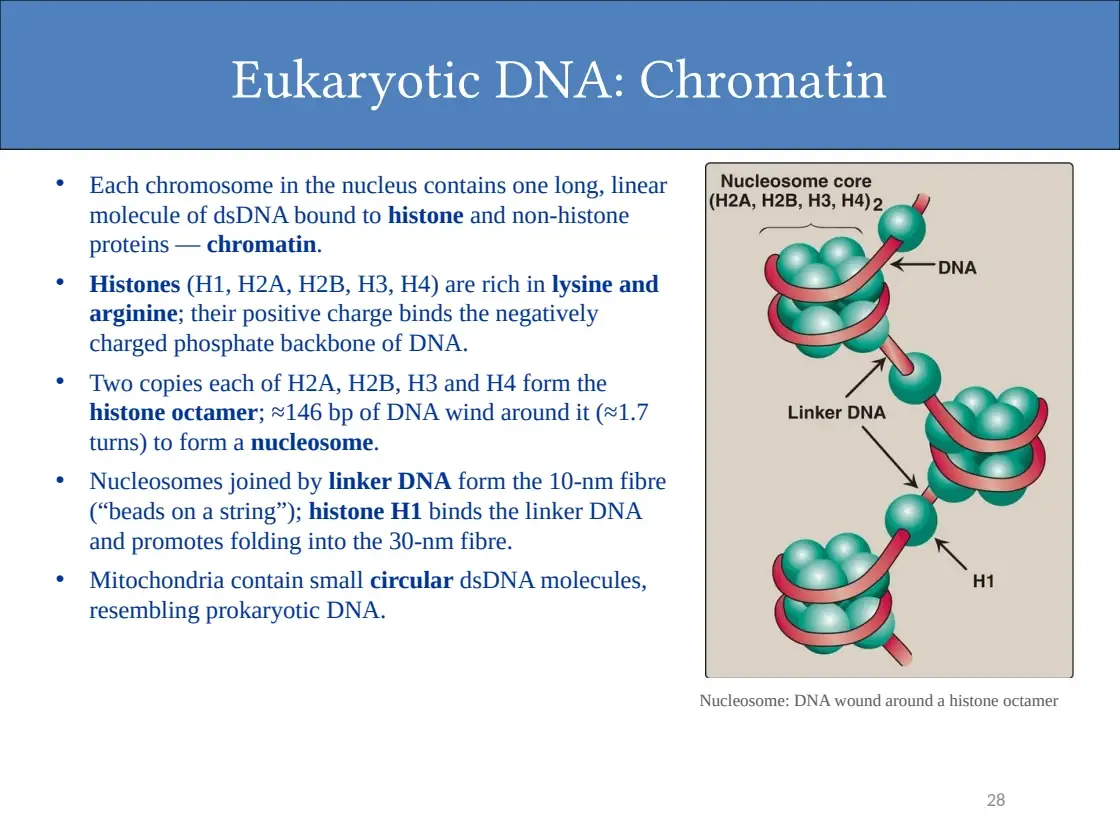 Eukaryotic DNA: Chromatin
• Each chromosome in the nucleus contains one long, linear
molecule of dsDNA bound to histone and non-histone
proteins — chromatin.
• Histones (H1, H2A, H2B, H3, H4) are rich in lysine and
arginine; their positive charge binds the negatively
charged phosphate backbone of DNA.
• Two copies each of H2A, H2B, H3 and H4 form the
histone octamer; ≈146 bp of DNA wind around it (≈1.7
turns) to form a nucleosome.
• Nucleosomes joined by linker DNA form the 10-nm fibre
(“beads on a string”); histone H1 binds the linker DNA
and promotes folding into the 30-nm fibre.
• Mitochondria contain small circular dsDNA molecules,
resembling prokaryotic DNA.
Nucleosome core
(H2A, H2B, H3, H4)2
DNA
Linker DNA
H1
Nucleosome: DNA wound around a histone octamer
28